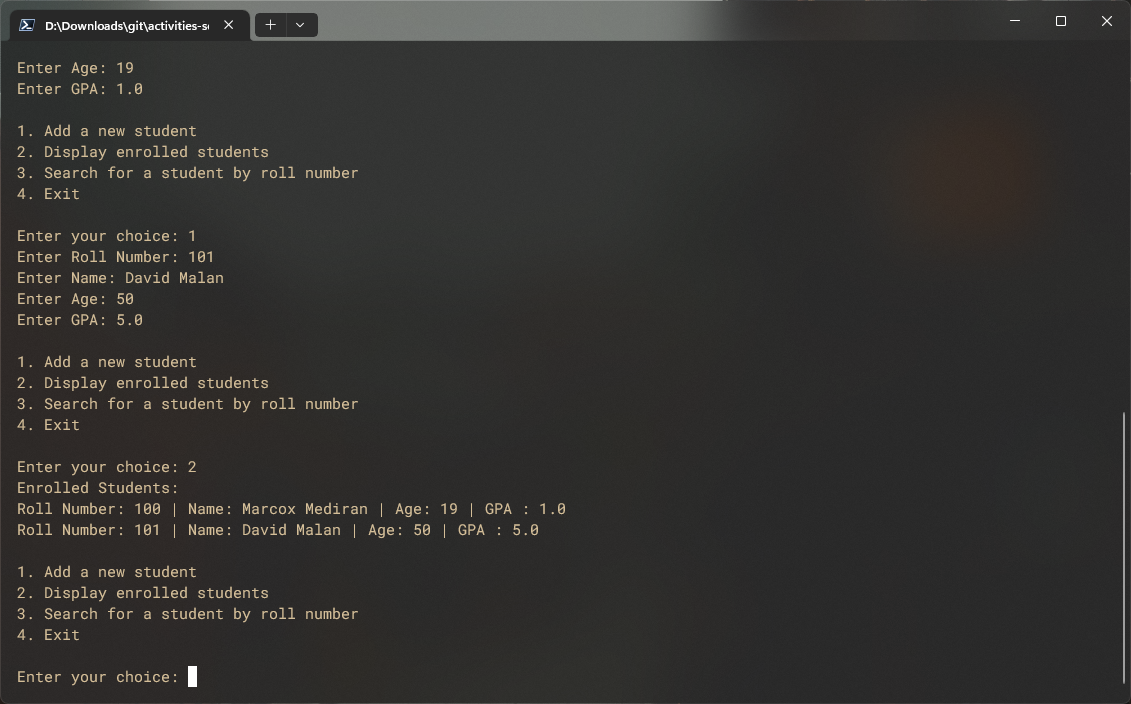 D:\Downloads\git\activities-s
Enter Age: 19
Enter GPA: 1.0
1. Add a new student
2. Display enrolled students
3. Search for a student by roll number
4. Exit
Enter your choice: 1
Enter Roll Number: 101
Enter Name: David Malan
Enter Age: 50
Enter GPA: 5.0
1. Add a new student
2. Display enrolled students
3. Search for a student by roll number
4. Exit
Enter your choice: 2
Enrolled Students:
Roll Number: 100 | Name: Marcox Mediran | Age: 19 | GPA : 1.0
Roll Number: 101 | Name: David Malan | Age: 50 | GPA : 5.0
1. Add a new student
2. Display enrolled students
3. Search for a student by roll number
4. Exit
Enter your choice: